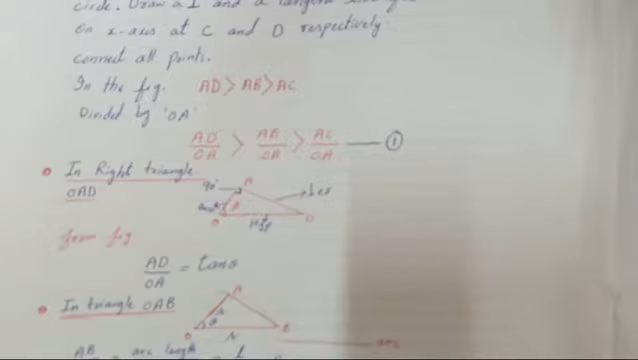 circle. Draw a ⊥ and a tangent
on x-axis at C and D respectively.
connect all points.
In the fig. AD > AB > AC
Divided by 'OA'
AD/OA > AB/OA > AC/OA — ①
• In Right triangle
OAD
90° A
O Hyp D
from fig
AD/OA = tanθ
• In triangle OAB
A
O θ B
AB arc length l